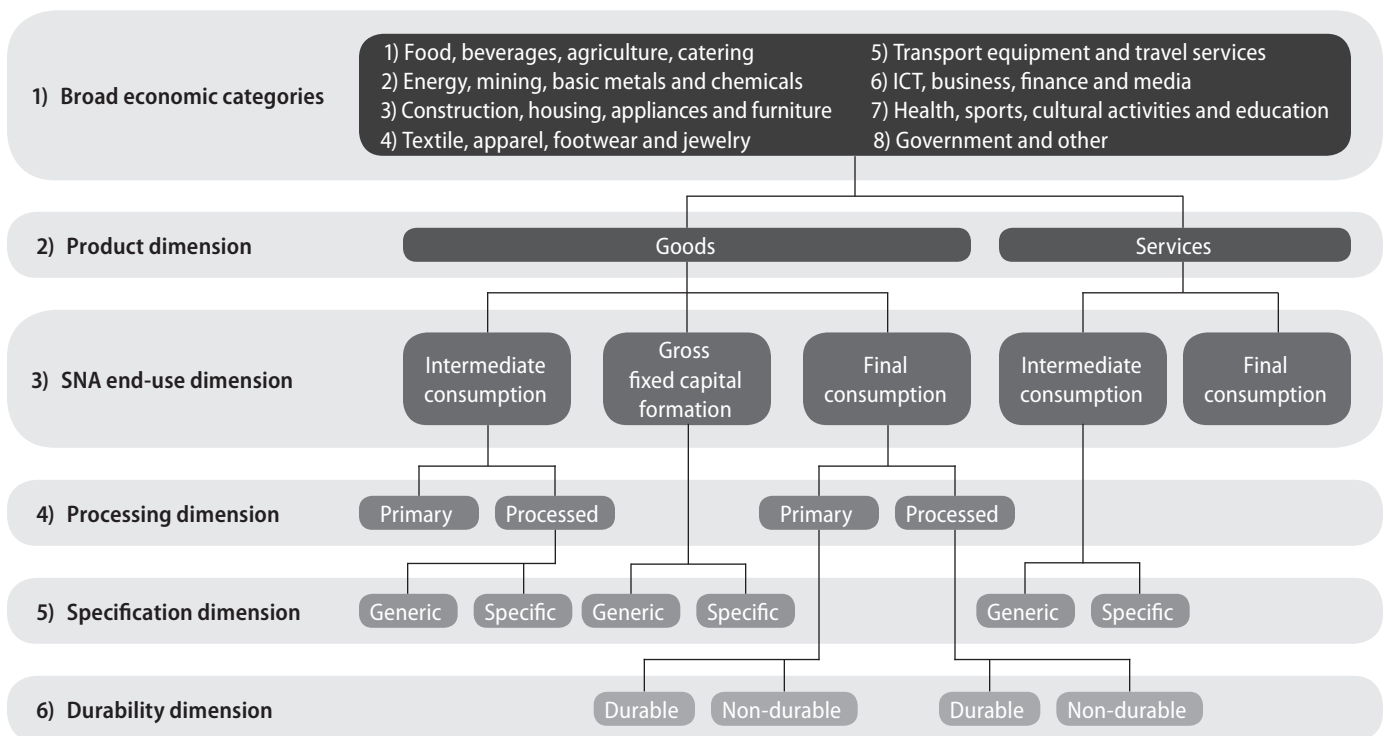 1) Broad economic categories
1) Food, beverages, agriculture, catering
2) Energy, mining, basic metals and chemicals
3) Construction, housing, appliances and furniture
4) Textile, apparel, footwear and jewelry
5) Transport equipment and travel services
6) ICT, business, finance and media
7) Health, sports, cultural activities and education
8) Government and other
2) Product dimension
Goods
Services
3) SNA end-use dimension
Intermediate
consumption
Gross
fixed capital
formation
Final
consumption
Intermediate
consumption
Final
consumption
4) Processing dimension
Primary
Processed
Primary
Processed
5) Specification dimension
Generic
Specific
Generic
Specific
Generic
Specific
6) Durability dimension
Durable
Non-durable
Durable
Non-durable